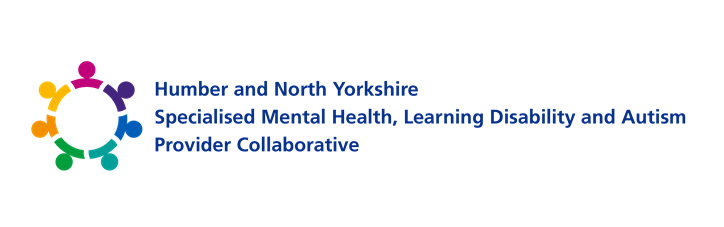 Humber and North Yorkshire
Specialised Mental Health, Learning Disability and Autism
Provider Collaborative